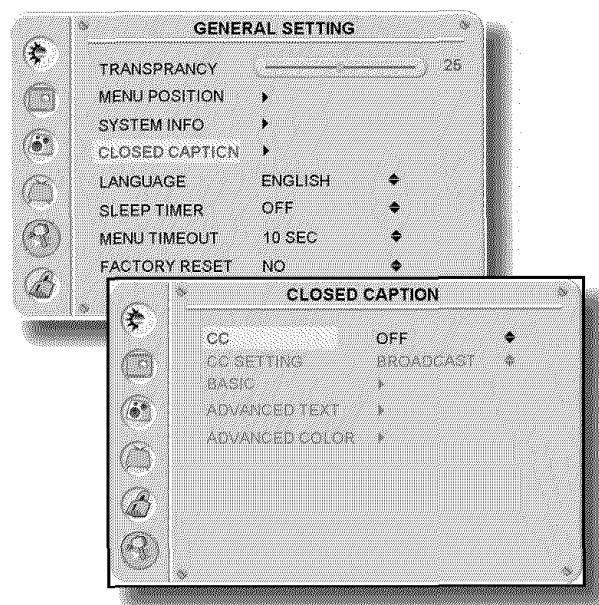 GENERAL SETTING
TRANSPRANCY 25
MENU POSITION
SYSTEM INFO
CLOSED CAPTICN
LANGUAGE ENGLISH
SLEEP TIMER OFF
MENU TIMEOUT 10 SEC
FACTORY RESET NO
CLOSED CAPTION
CC OFF
CC SETTING BROADCAST
BASIC
ADVANCED TEXT
ADVANCED COLOR